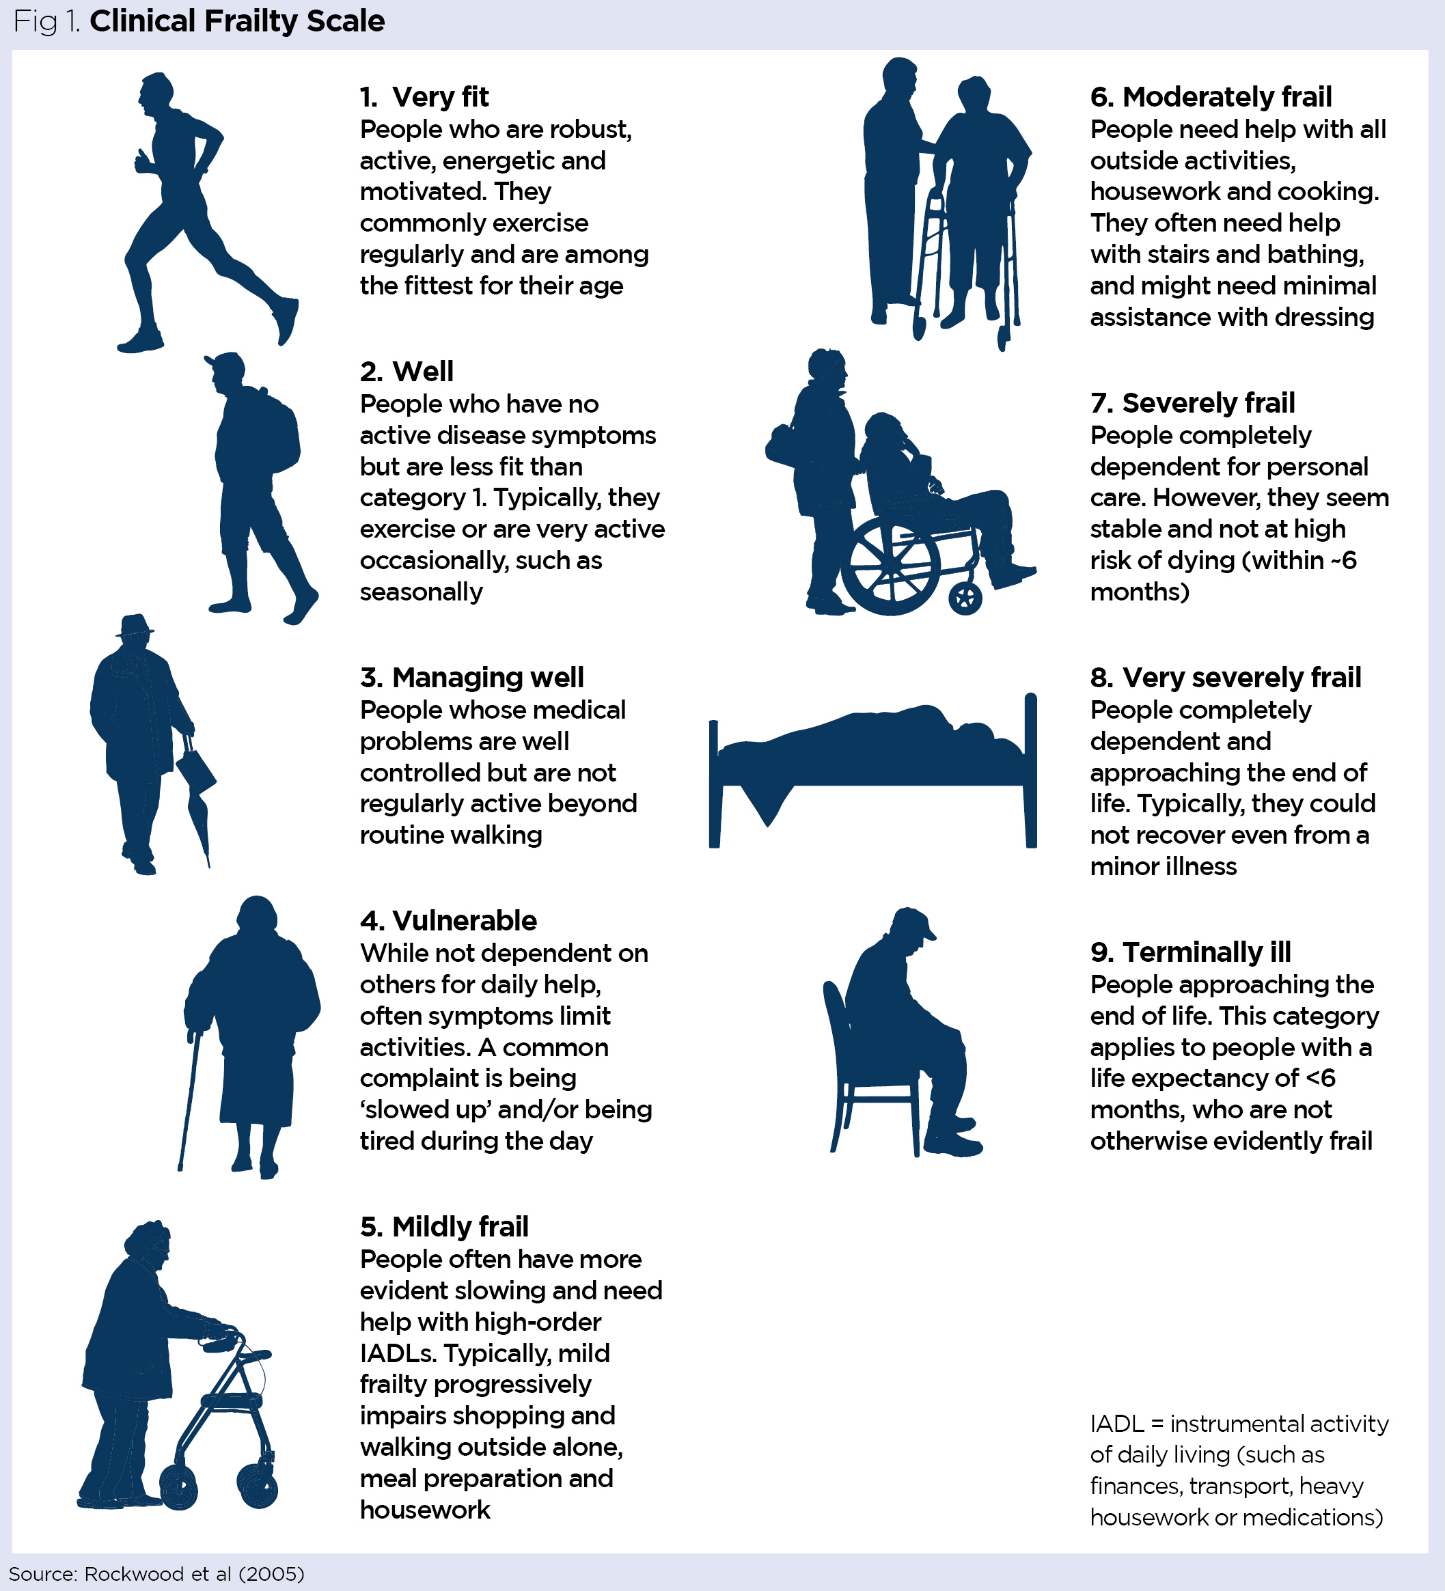 Fig 1. Clinical Frailty Scale
1. Very fit
People who are robust,
active, energetic and
motivated. They
commonly exercise
regularly and are among
the fittest for their age
2. Well
People who have no
active disease symptoms
but are less fit than
category 1. Typically, they
exercise or are very active
occasionally, such as
seasonally
3. Managing well
People whose medical
problems are well
controlled but are not
regularly active beyond
routine walking
4. Vulnerable
While not dependent on
others for daily help,
often symptoms limit
activities. A common
complaint is being
‘slowed up’ and/or being
tired during the day
5. Mildly frail
People often have more
evident slowing and need
help with high-order
IADLs. Typically, mild
frailty progressively
impairs shopping and
walking outside alone,
meal preparation and
housework
6. Moderately frail
People need help with all
outside activities,
housework and cooking.
They often need help
with stairs and bathing,
and might need minimal
assistance with dressing
7. Severely frail
People completely
dependent for personal
care. However, they seem
stable and not at high
risk of dying (within ~6
months)
8. Very severely frail
People completely
dependent and
approaching the end of
life. Typically, they could
not recover even from a
minor illness
9. Terminally ill
People approaching the
end of life. This category
applies to people with a
life expectancy of <6
months, who are not
otherwise evidently frail
IADL = instrumental activity
of daily living (such as
finances, transport, heavy
housework or medications)
Source: Rockwood et al (2005)